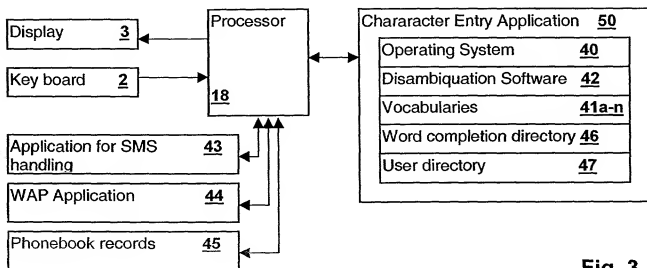 Display 3
Key board 2
Processor
18
Application for SMS 43
handling
WAP Application 44
Phonebook records 45
Chararacter Entry Application 50
Operating System 40
Disambiquation Software 42
Vocabularies 41a-n
Word completion directory 46
User directory 47
Fig. 3